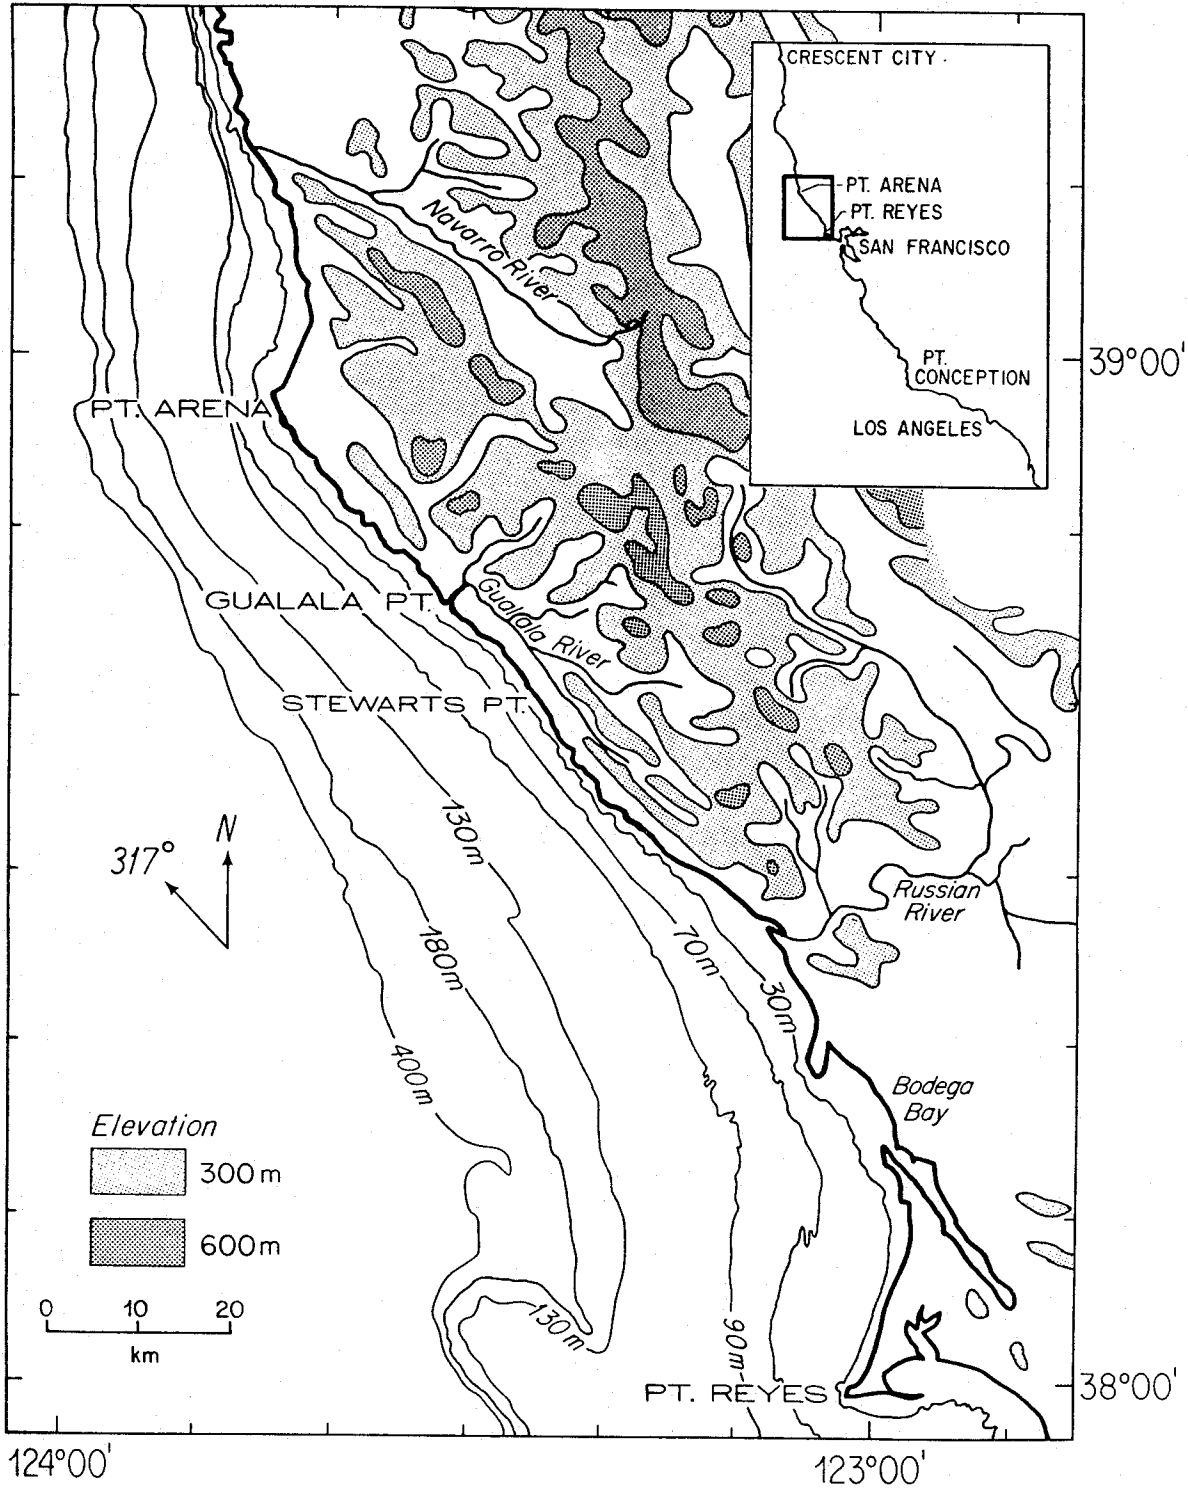 CRESCENT CITY
PT. ARENA
PT. REYES
SAN FRANCISCO
PT.
CONCEPTION
LOS ANGELES
39°00'
Navarro River
PT. ARENA
GUALALA PT.
Gualala River
STEWARTS PT.
130m
N
317°
Russian
River
180m
70m
30m
400m
Bodega
Bay
Elevation
300m
600m
0 10 20
km
130m
90m
PT. REYES
38°00'
124°00'
123°00'